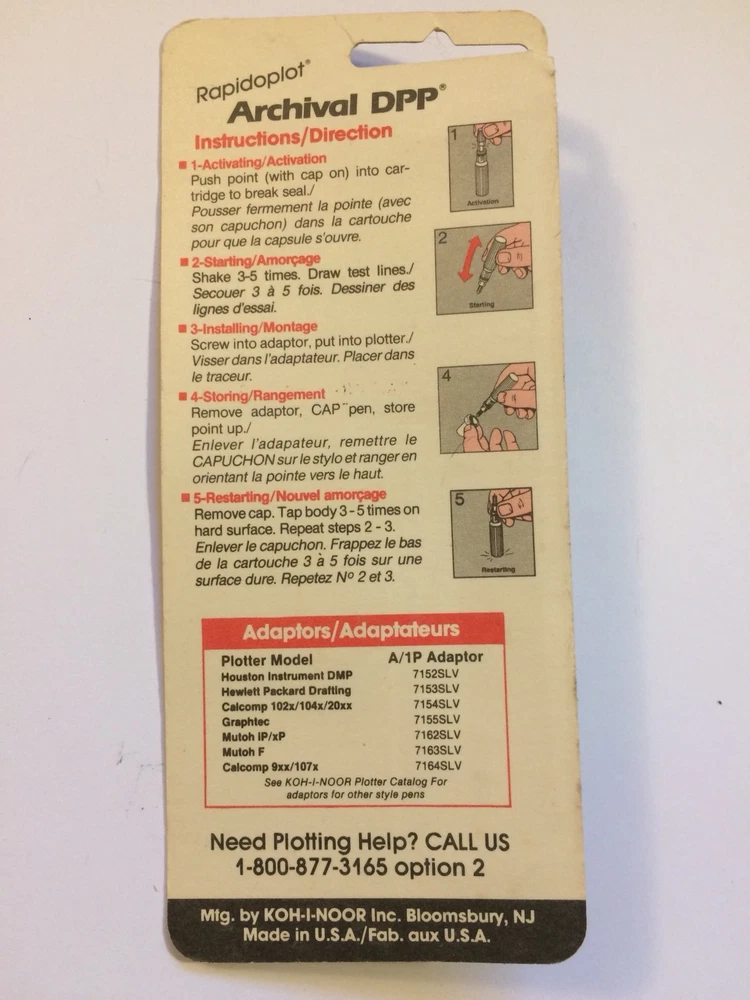 Rapidoplot®
Archival DPP®
Instructions/Direction
1-Activating/Activation
Push point (with cap on) into car-
tridge to break seal./
Pousser fermement la pointe (avec
son capuchon) dans la cartouche
pour que la capsule s'ouvre.
2-Starting/Amorçage
Shake 3-5 times. Draw test lines./
Secouer 3 à 5 fois. Dessiner des
lignes d'essai.
3-Installing/Montage
Screw into adaptor, put into plotter./
Visser dans l'adaptateur. Placer dans
le traceur.
4-Storing/Rangement
Remove adaptor, CAP pen, store
point up./
Enlever l'adapateur, remettre le
CAPUCHON sur le stylo et ranger en
orientant la pointe vers le haut.
5-Restarting/Nouvel amorçage
Remove cap. Tap body 3 - 5 times on
hard surface. Repeat steps 2 - 3.
Enlever le capuchon. Frappez le bas
de la cartouche 3 à 5 fois sur une
surface dure. Repetez Nº 2 et 3.
1
Activation
2
Starting
4
5
Restarting
Adaptors/Adaptateurs
Plotter Model A/1P Adaptor
Houston Instrument DMP 7152SLV
Hewlett Packard Drafting 7153SLV
Calcomp 102x/104x/20xx 7154SLV
Graphtec 7155SLV
Mutoh iP/xP 7162SLV
Mutoh F 7163SLV
Calcomp 9xx/107x 7164SLV
See KOH-I-NOOR Plotter Catalog For
adaptors for other style pens
Need Plotting Help? CALL US
1-800-877-3165 option 2
Mfg. by KOH-I-NOOR Inc. Bloomsbury, NJ
Made in U.S.A./Fab. aux U.S.A.